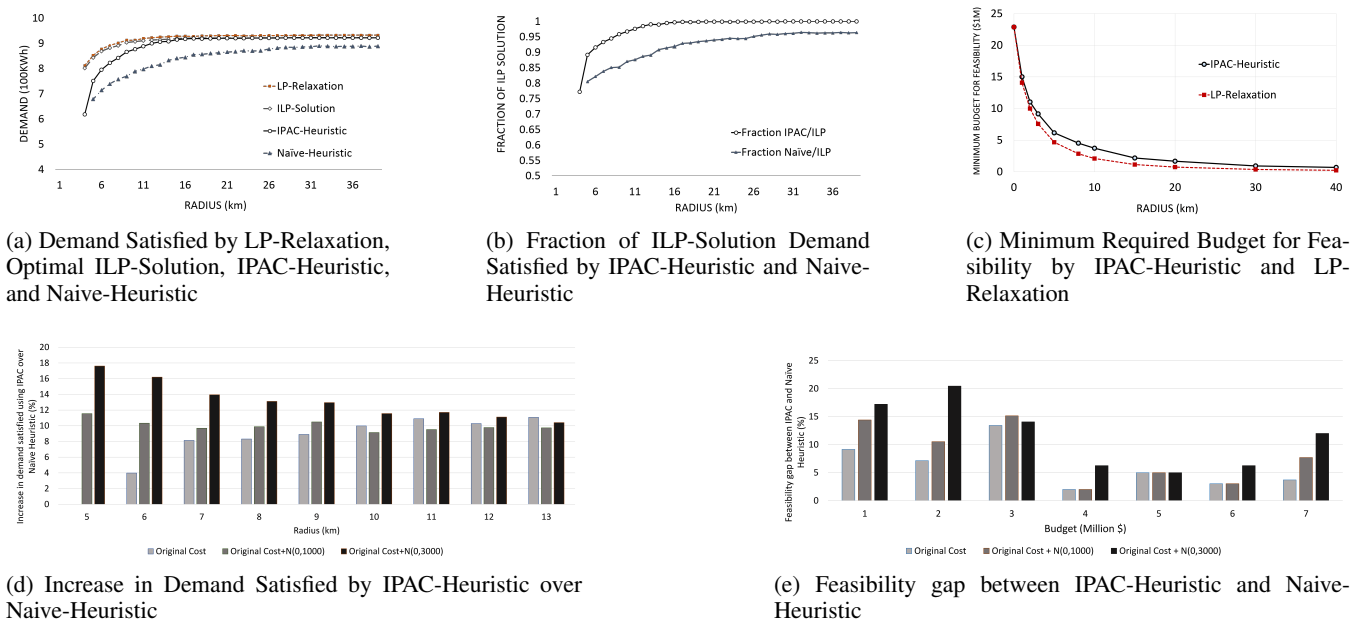 10
9
8
7
6
5
4
DEMAND (100KWh)
LP-Relaxation
ILP-Solution
IPAC-Heuristic
Naïve-Heuristic
1 6 11 16 21 26 31 36
RADIUS (km)
(a) Demand Satisfied by LP-Relaxation,
Optimal ILP-Solution, IPAC-Heuristic,
and Naive-Heuristic
1
0.95
0.9
0.85
0.8
0.75
0.7
0.65
0.6
0.55
0.5
FRACTION OF ILP SOLUTION
Fraction IPAC/ILP
Fraction Naïve/ILP
1 6 11 16 21 26 31 36
RADIUS (km)
(b) Fraction of ILP-Solution Demand
Satisfied by IPAC-Heuristic and Naive-
Heuristic
25
20
15
10
5
0
MINIMUM BUDGET FOR FEASIBILITY ($1M)
IPAC-Heuristic
LP-Relaxation
0 10 20 30 40
RADIUS (km)
(c) Minimum Required Budget for Fea-
sibility by IPAC-Heuristic and LP-
Relaxation
20
18
16
14
12
10
8
6
4
2
0
Increase in demand satisfied using IPAC over
Naïve Heuristic (%)
5 6 7 8 9 10 11 12 13
Radius (km)
Original Cost Original Cost+N(0,1000) Original Cost+N(0,3000)
(d) Increase in Demand Satisfied by IPAC-Heuristic over
Naive-Heuristic
25
20
15
10
5
0
Feasibility gap between IPAC and Naïve
Heuristic (%)
1 2 3 4 5 6 7
Budget (Million $)
Original Cost Original Cost + N(0,1000) Original Cost + N(0,3000)
(e) Feasibility gap between IPAC-Heuristic and Naive-
Heuristic